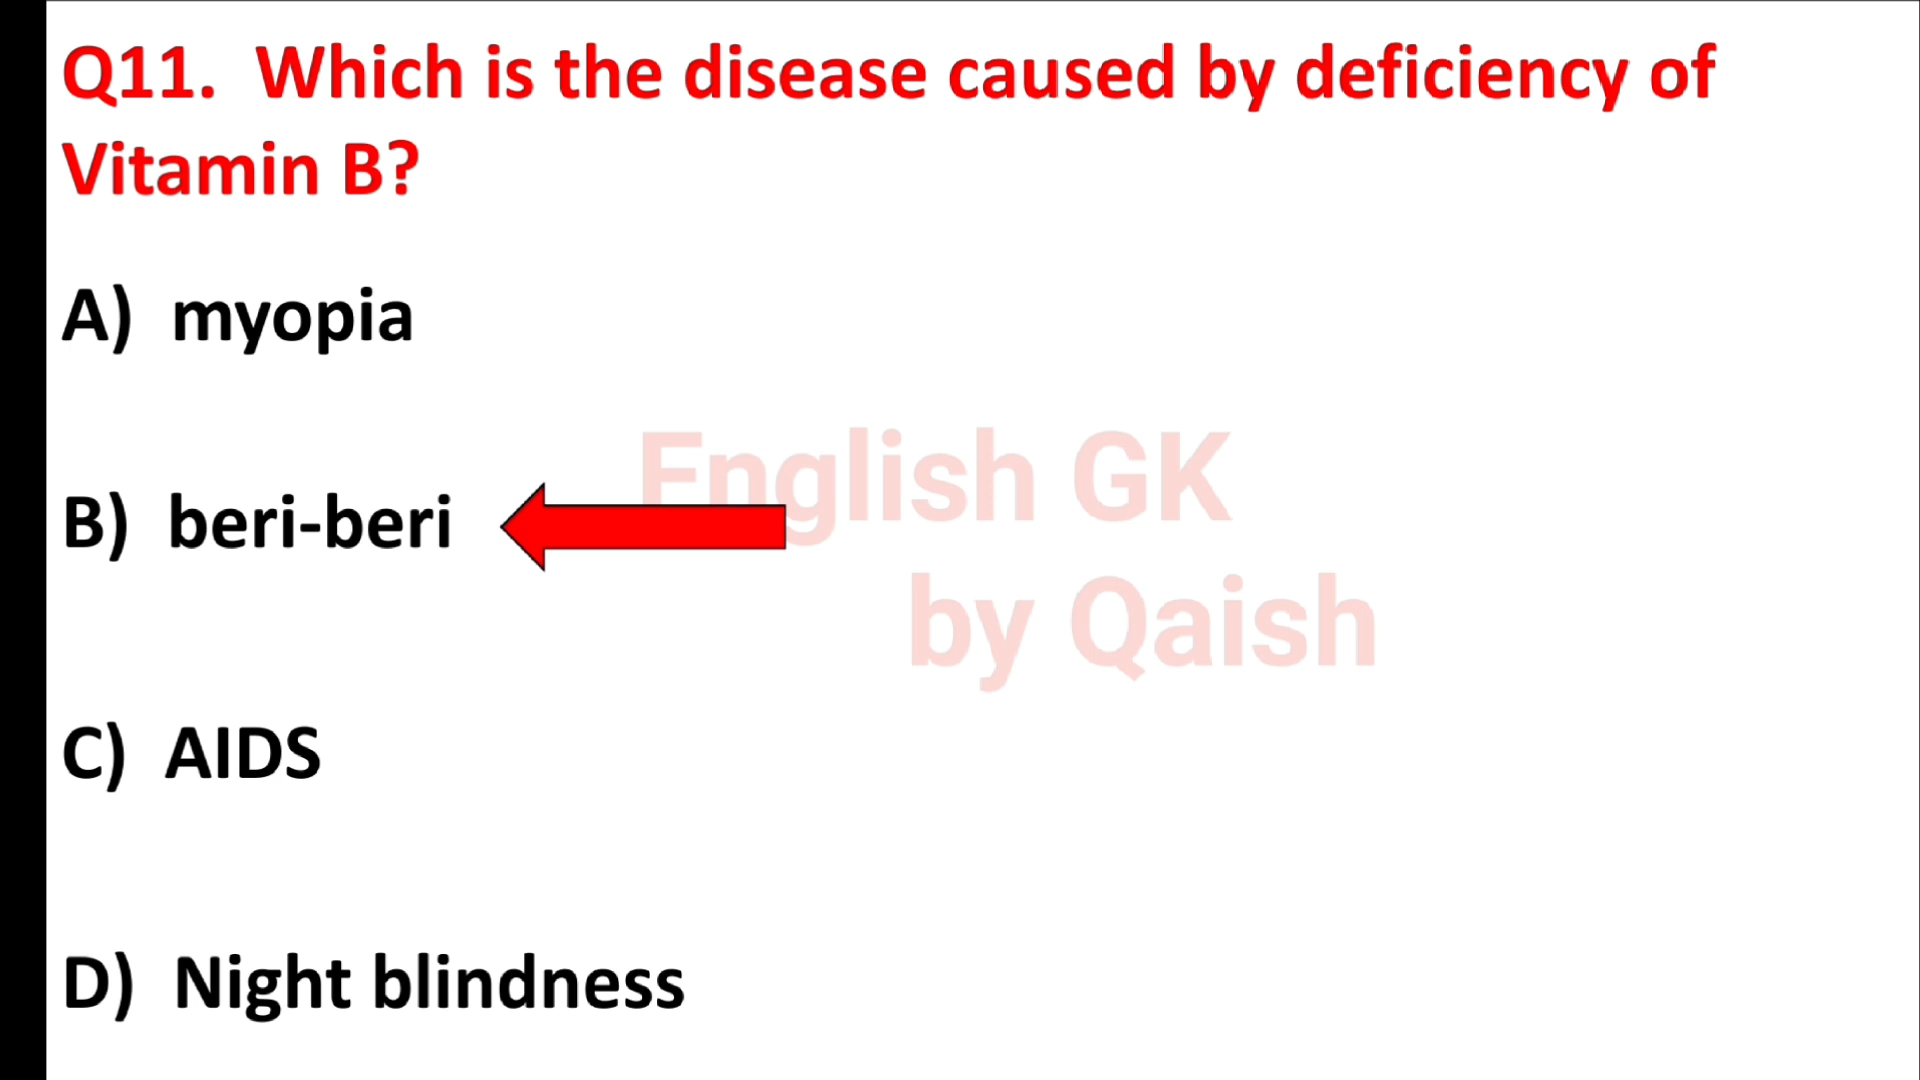 Q11. Which is the disease caused by deficiency of
Vitamin B?
A) myopia
English GK
B) beri-beri
by Qaish
C) AIDS
D) Night blindness